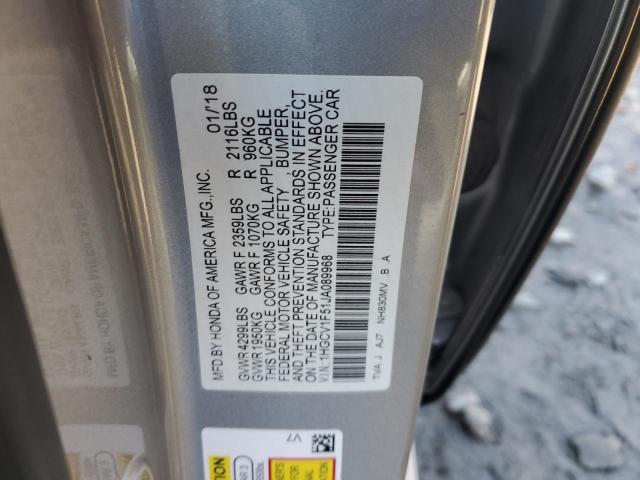 MFD.BY HONDA OF AMERICA MFG.,INC. 01/'18
GVWR 4299LBS GAWR F 2359LBS R 2116LBS
GVWR 1950KG GAWR F 1070KG R 960KG
THIS VEHICLE CONFORMS TO ALL APPLICABLE
FEDERAL MOTOR VEHICLE SAFETY , BUMPER,
AND THEFT PREVENTION STANDARDS IN EFFECT
ON THE DATE OF MANUFACTURE SHOWN ABOVE.
V.I.N.:1HGCV1F51JA089968 TYPE:PASSENGER CAR
TVA J AJ7 NH830MV B A
V7